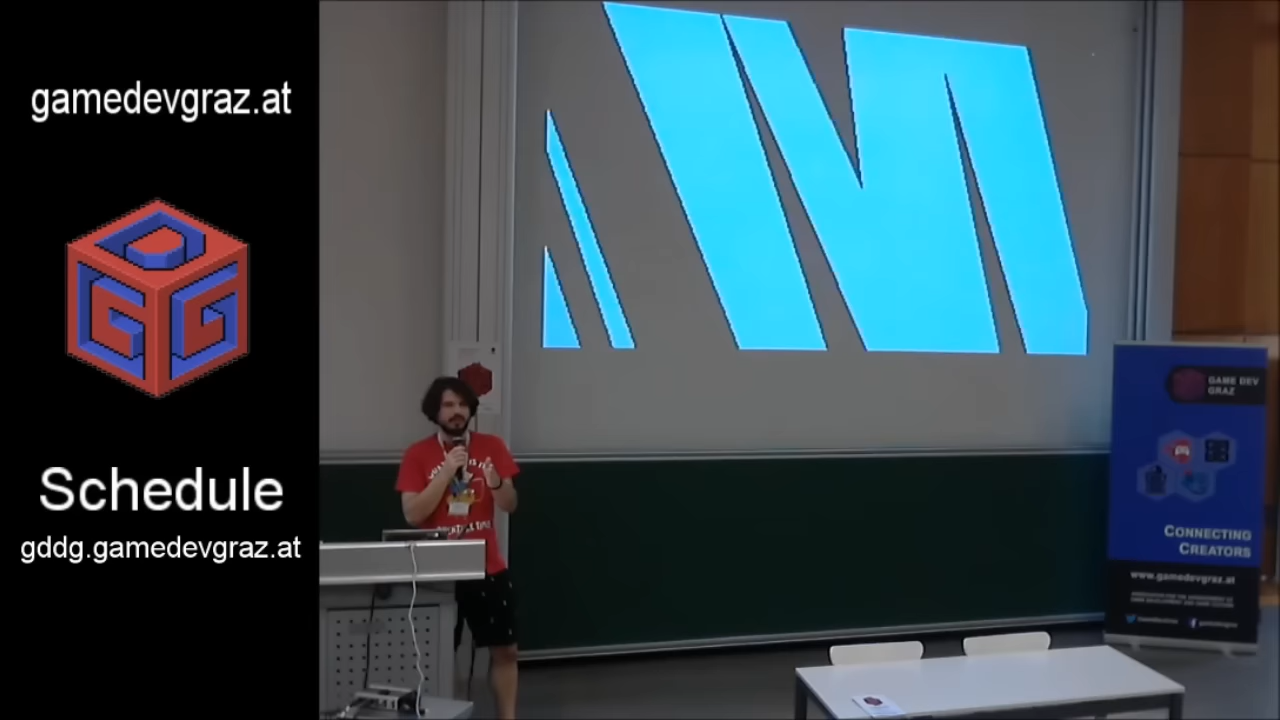 gamedevgraz.at
Schedule
gddg.gamedevgraz.at
GAME DEV
GRAZ
CONNECTING
CREATORS
www.gamedevgraz.at